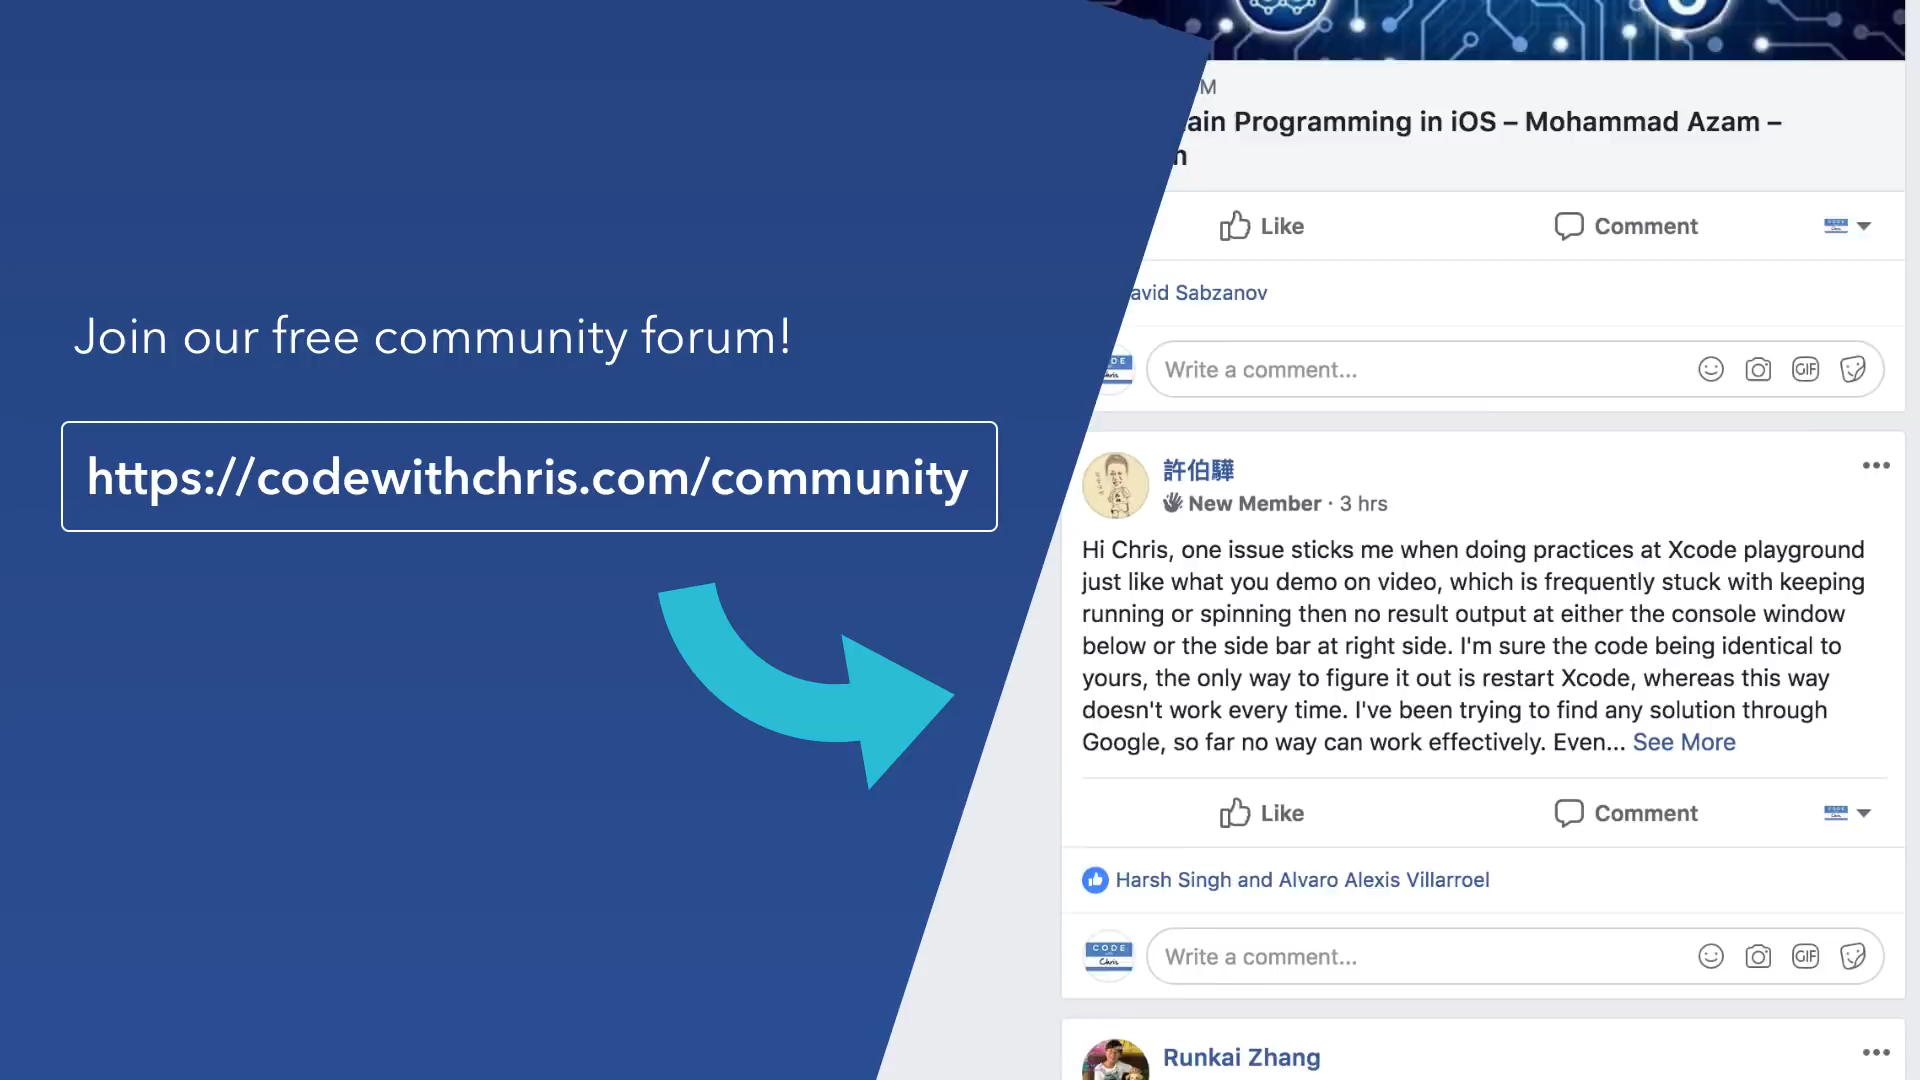 Join our free community forum!
https://codewithchris.com/community
M
ain Programming in iOS – Mohammad Azam –
n
Like
Comment
avid Sabzanov
Write a comment...
GIF
許伯驊
New Member · 3 hrs
Hi Chris, one issue sticks me when doing practices at Xcode playground
just like what you demo on video, which is frequently stuck with keeping
running or spinning then no result output at either the console window
below or the side bar at right side. I'm sure the code being identical to
yours, the only way to figure it out is restart Xcode, whereas this way
doesn't work every time. I've been trying to find any solution through
Google, so far no way can work effectively. Even... See More
Like
Comment
Harsh Singh and Alvaro Alexis Villarroel
CODE
Chris
Write a comment...
GIF
Runkai Zhang